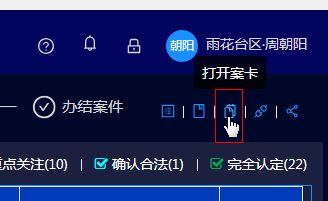 朝阳 雨花台区·周朝阳
打开案卡
办结案件
重点关注(10) | 确认合法(1) | 完全认定(22)